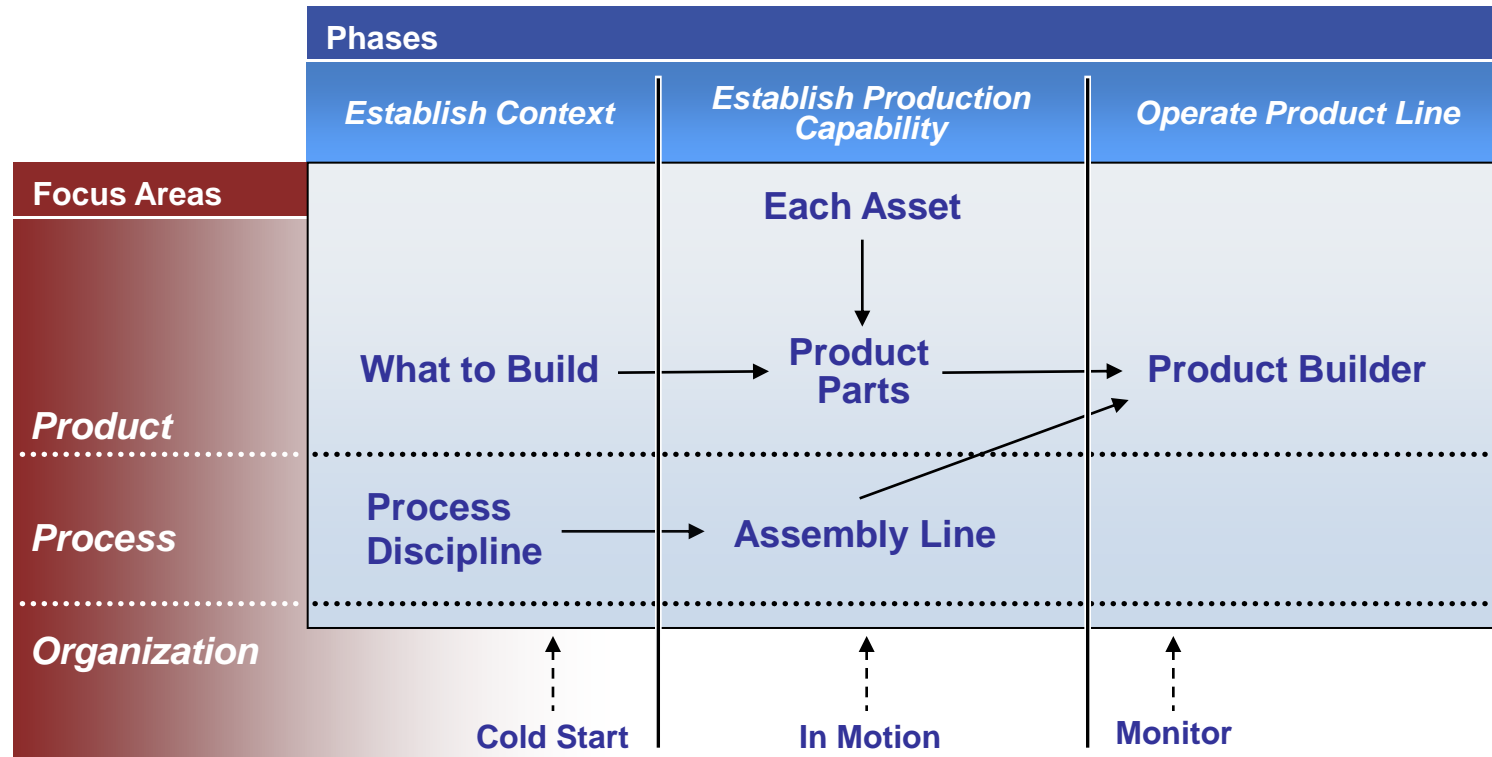 Phases
Establish Context
Establish Production
Capability
Operate Product Line
Focus Areas
Each Asset
What to Build
Product
Parts
Product Builder
Product
Process
Discipline
Process
Assembly Line
Organization
Cold Start
In Motion
Monitor